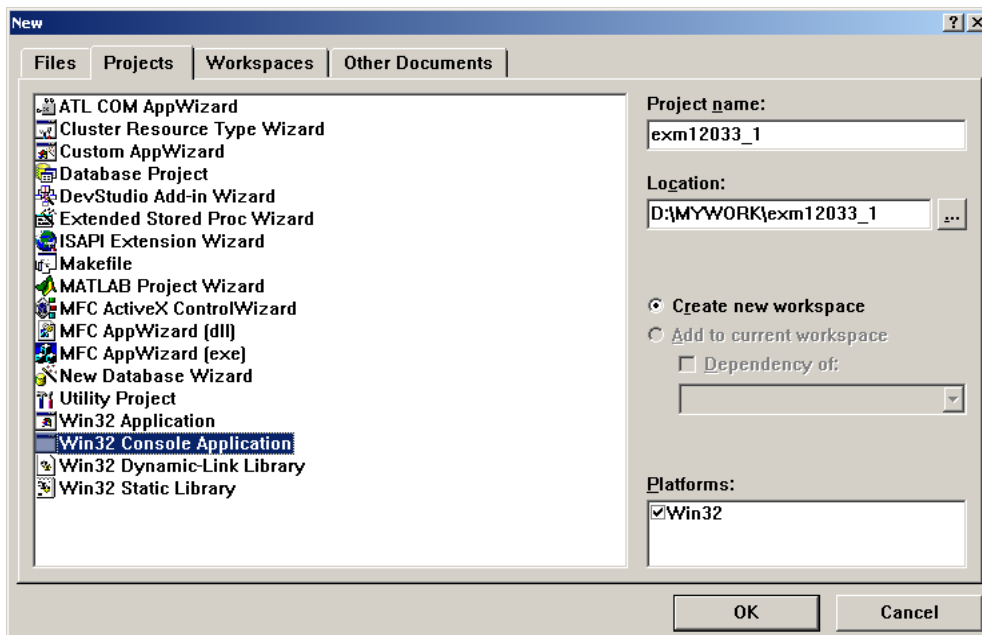 New
Files Projects Workspaces Other Documents
ATL COM AppWizard
Cluster Resource Type Wizard
Custom AppWizard
Database Project
DevStudio Add-in Wizard
Extended Stored Proc Wizard
ISAPI Extension Wizard
Makefile
MATLAB Project Wizard
MFC ActiveX ControlWizard
MFC AppWizard (dll)
MFC AppWizard (exe)
New Database Wizard
Utility Project
Win32 Application
Win32 Console Application
Win32 Dynamic-Link Library
Win32 Static Library
Project name:
exm12033_1
Location:
D:\MYWORK\exm12033_1
...
Create new workspace
Add to current workspace
Dependency of:
Platforms:
Win32
OK Cancel